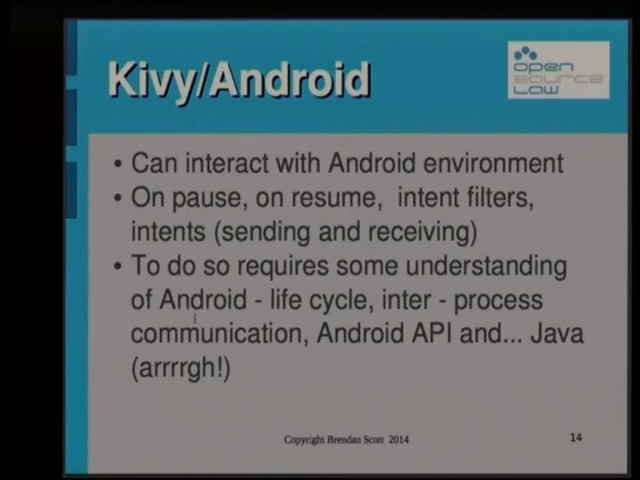 Kivy/Android
open
source
Law
• Can interact with Android environment
• On pause, on resume, intent filters,
intents (sending and receiving)
• To do so requires some understanding
of Android - life cycle, inter - process
communication, Android API and... Java
(arrrrgh!)
Copyright Brendan Scott 2014
14